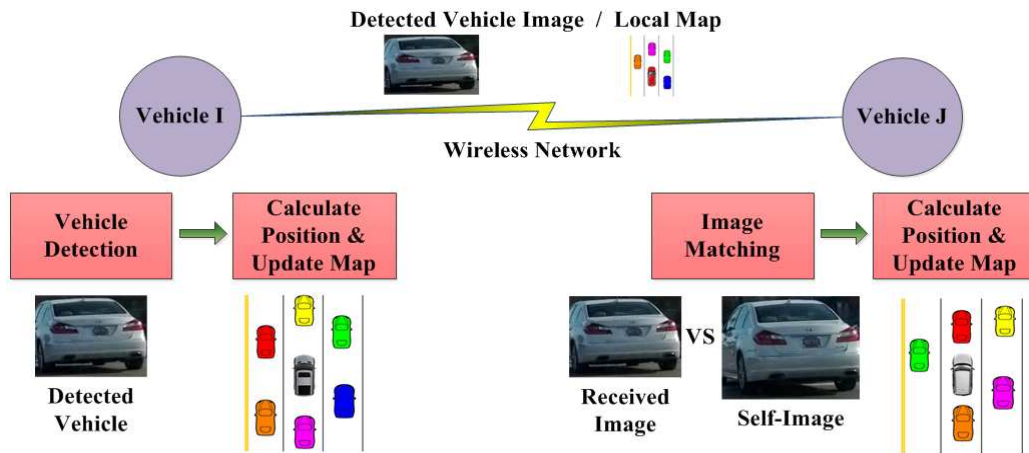 Detected Vehicle Image / Local Map
Vehicle I
Vehicle J
Wireless Network
Vehicle
Detection
Calculate
Position &
Update Map
Image
Matching
Calculate
Position &
Update Map
Detected
Vehicle
Received
Image
VS
Self-Image